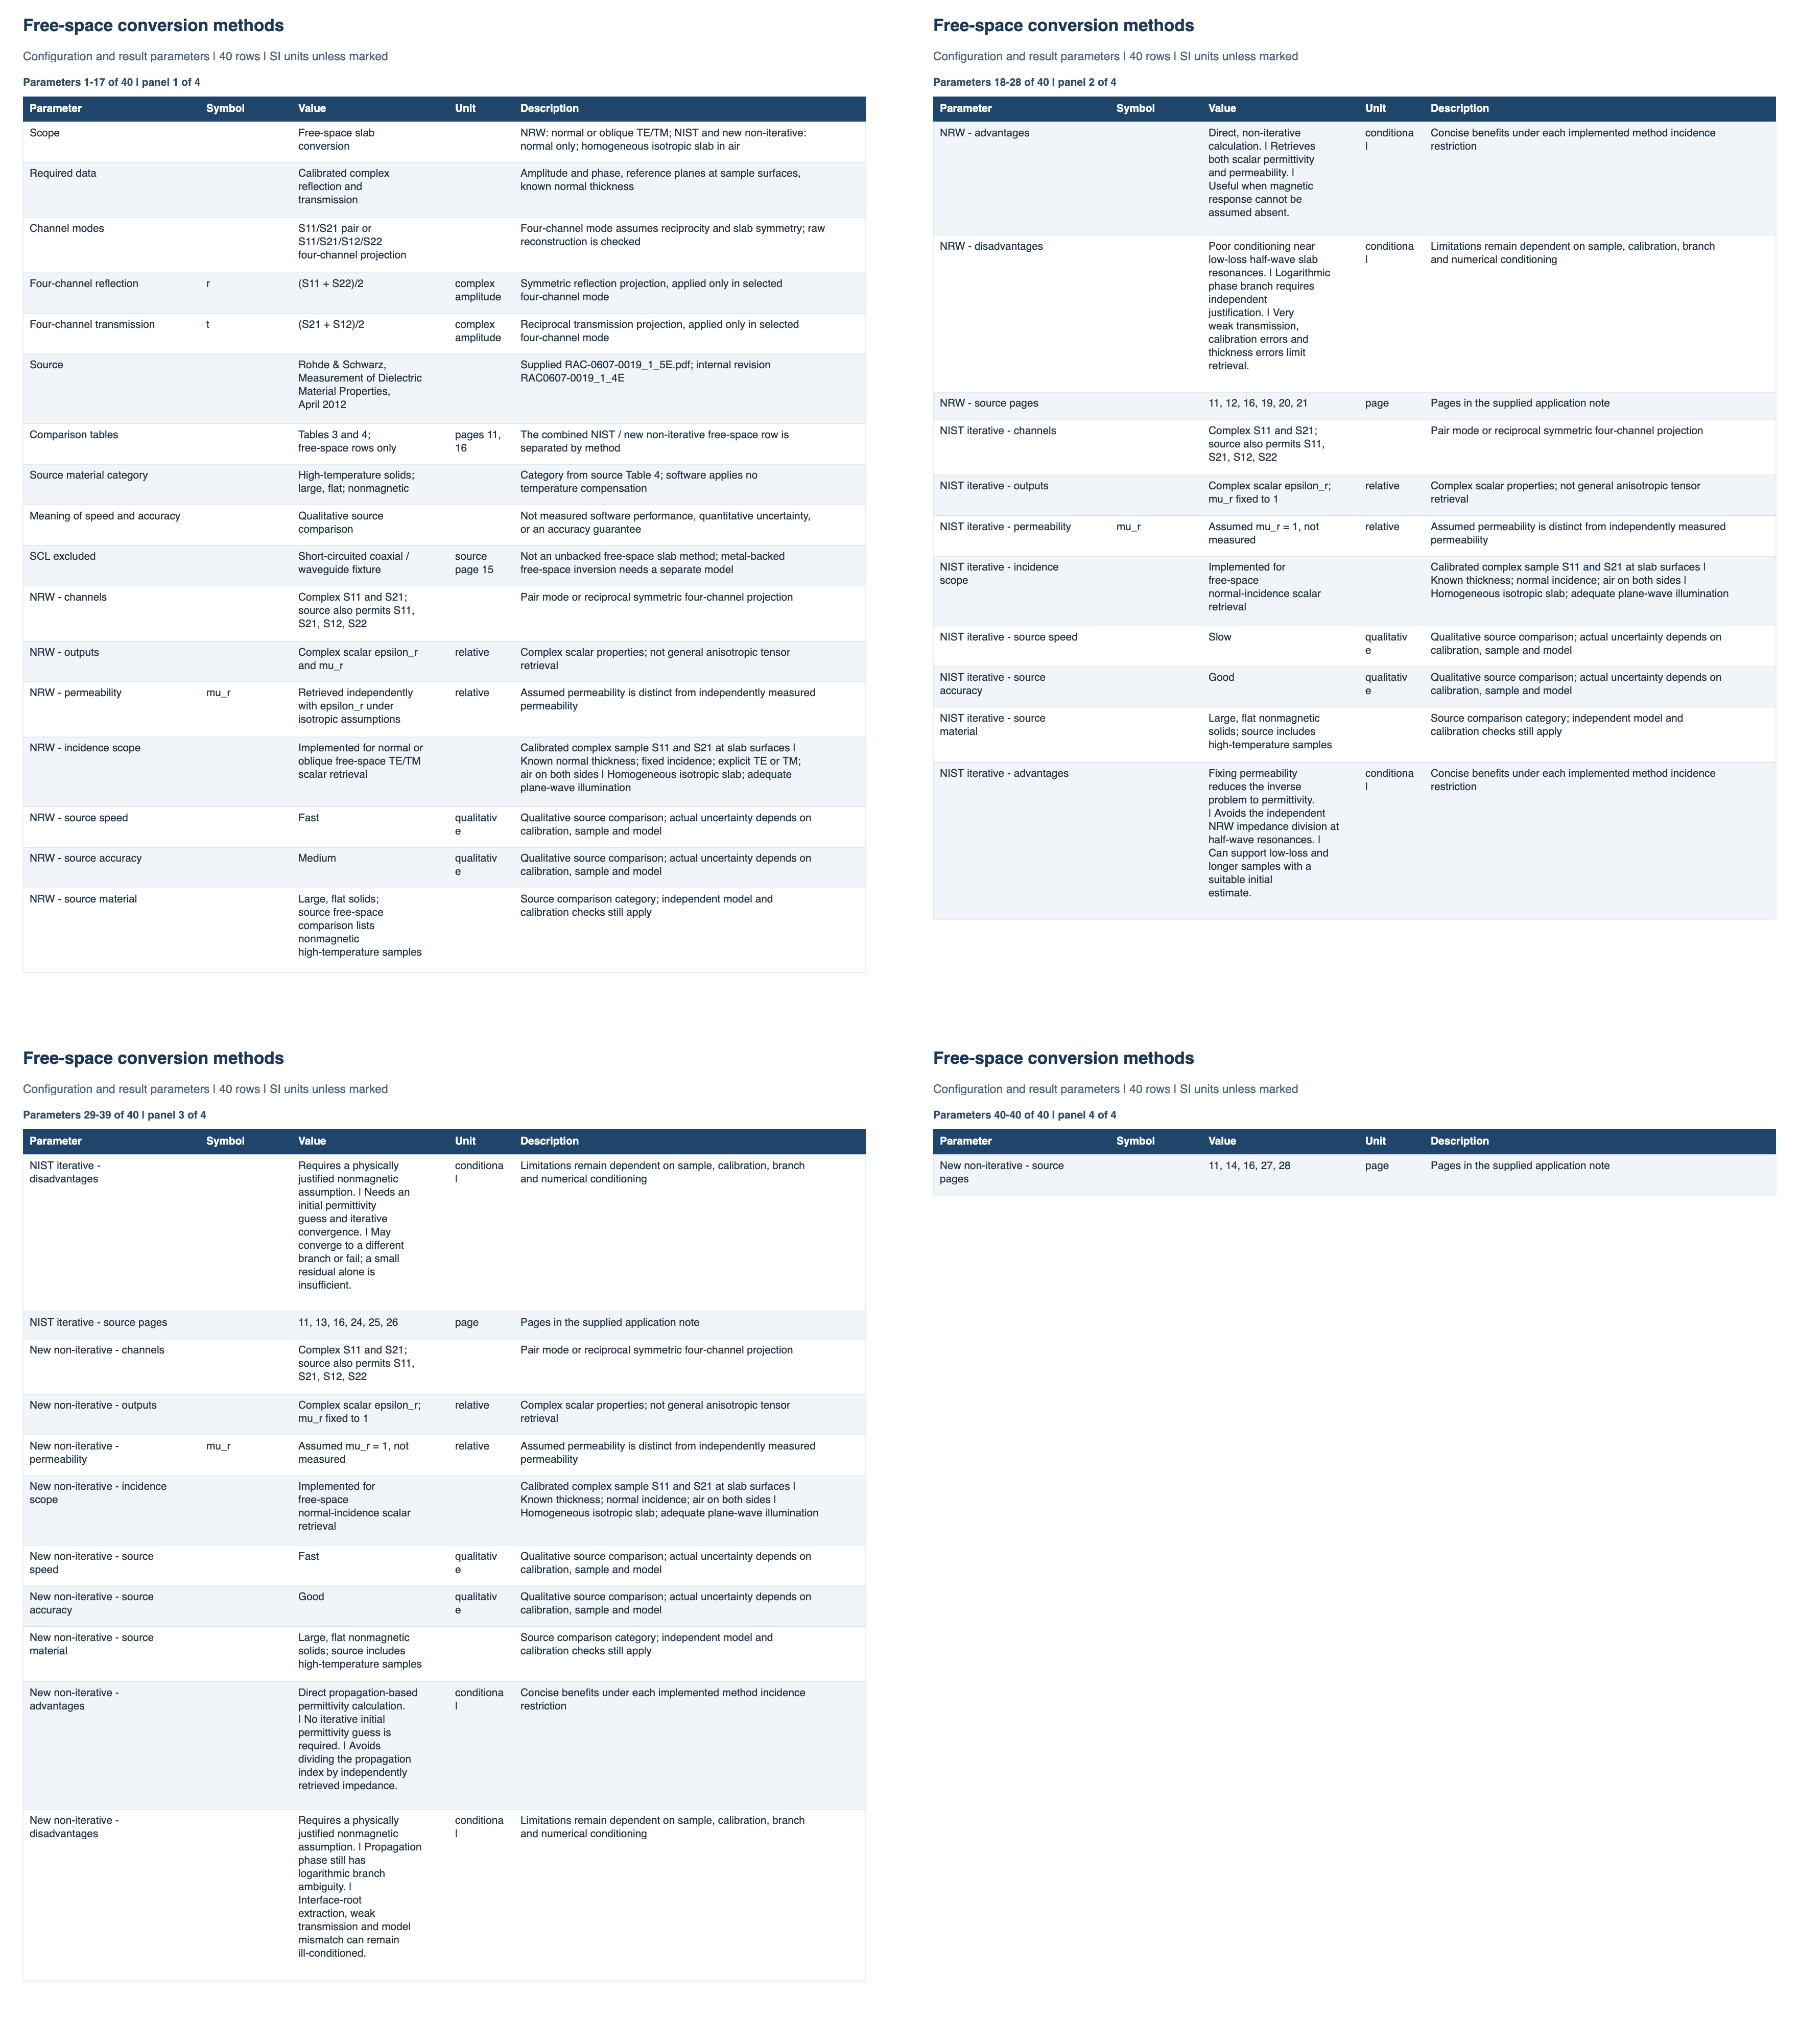 Free-space conversion methods
Configuration and result parameters | 40 rows | SI units unless marked
Parameters 1-17 of 40 | panel 1 of 4
Parameter Symbol Value Unit Description
Scope Free-space slab NRW: normal or oblique TE/TM; NIST and new non-iterative:
conversion normal only; homogeneous isotropic slab in air
Required data Calibrated complex Amplitude and phase, reference planes at sample surfaces,
reflection and known normal thickness
transmission
Channel modes S11/S21 pair or Four-channel mode assumes reciprocity and slab symmetry; raw
S11/S21/S12/S22 reconstruction is checked
four-channel projection
Four-channel reflection r (S11 + S22)/2 complex Symmetric reflection projection, applied only in selected
amplitude four-channel mode
Four-channel transmission t (S21 + S12)/2 complex Reciprocal transmission projection, applied only in selected
amplitude four-channel mode
Source Rohde & Schwarz, Supplied RAC-0607-0019_1_5E.pdf; internal revision
Measurement of Dielectric RAC0607-0019_1_4E
Material Properties,
April 2012
Comparison tables Tables 3 and 4; pages 11, The combined NIST / new non-iterative free-space row is
free-space rows only 16 separated by method
Source material category High-temperature solids; Category from source Table 4; software applies no
large, flat; nonmagnetic temperature compensation
Meaning of speed and accuracy Qualitative source Not measured software performance, quantitative uncertainty,
comparison or an accuracy guarantee
SCL excluded Short-circuited coaxial / source Not an unbacked free-space slab method; metal-backed
waveguide fixture page 15 free-space inversion needs a separate model
NRW - channels Complex S11 and S21; Pair mode or reciprocal symmetric four-channel projection
source also permits S11,
S21, S12, S22
NRW - outputs Complex scalar epsilon_r relative Complex scalar properties; not general anisotropic tensor
and mu_r retrieval
NRW - permeability mu_r Retrieved independently relative Assumed permeability is distinct from independently measured
with epsilon_r under permeability
isotropic assumptions
NRW - incidence scope Implemented for normal or Calibrated complex sample S11 and S21 at slab surfaces |
oblique free-space TE/TM Known normal thickness; fixed incidence; explicit TE or TM;
scalar retrieval air on both sides | Homogeneous isotropic slab; adequate
plane-wave illumination
NRW - source speed Fast qualitativ Qualitative source comparison; actual uncertainty depends on
e calibration, sample and model
NRW - source accuracy Medium qualitativ Qualitative source comparison; actual uncertainty depends on
e calibration, sample and model
NRW - source material Large, flat solids; Source comparison category; independent model and
source free-space calibration checks still apply
comparison lists
nonmagnetic
high-temperature samples
Free-space conversion methods
Configuration and result parameters | 40 rows | SI units unless marked
Parameters 18-28 of 40 | panel 2 of 4
Parameter Symbol Value Unit Description
NRW - advantages Direct, non-iterative conditiona Concise benefits under each implemented method incidence
calculation. | Retrieves l restriction
both scalar permittivity
and permeability. |
Useful when magnetic
response cannot be
assumed absent.
NRW - disadvantages Poor conditioning near conditiona Limitations remain dependent on sample, calibration, branch
low-loss half-wave slab l and numerical conditioning
resonances. | Logarithmic
phase branch requires
independent
justification. | Very
weak transmission,
calibration errors and
thickness errors limit
retrieval.
NRW - source pages 11, 12, 16, 19, 20, 21 page Pages in the supplied application note
NIST iterative - channels Complex S11 and S21; Pair mode or reciprocal symmetric four-channel projection
source also permits S11,
S21, S12, S22
NIST iterative - outputs Complex scalar epsilon_r; relative Complex scalar properties; not general anisotropic tensor
mu_r fixed to 1 retrieval
NIST iterative - permeability mu_r Assumed mu_r = 1, not relative Assumed permeability is distinct from independently measured
measured permeability
NIST iterative - incidence Implemented for Calibrated complex sample S11 and S21 at slab surfaces |
scope free-space Known thickness; normal incidence; air on both sides |
normal-incidence scalar Homogeneous isotropic slab; adequate plane-wave illumination
retrieval
NIST iterative - source speed Slow qualitativ Qualitative source comparison; actual uncertainty depends on
e calibration, sample and model
NIST iterative - source Good qualitativ Qualitative source comparison; actual uncertainty depends on
accuracy e calibration, sample and model
NIST iterative - source Large, flat nonmagnetic Source comparison category; independent model and
material solids; source includes calibration checks still apply
high-temperature samples
NIST iterative - advantages Fixing permeability conditiona Concise benefits under each implemented method incidence
reduces the inverse l restriction
problem to permittivity.
| Avoids the independent
NRW impedance division at
half-wave resonances. |
Can support low-loss and
longer samples with a
suitable initial
estimate.
Free-space conversion methods
Configuration and result parameters | 40 rows | SI units unless marked
Parameters 29-39 of 40 | panel 3 of 4
Parameter Symbol Value Unit Description
NIST iterative - Requires a physically conditiona Limitations remain dependent on sample, calibration, branch
disadvantages justified nonmagnetic l and numerical conditioning
assumption. | Needs an
initial permittivity
guess and iterative
convergence. | May
converge to a different
branch or fail; a small
residual alone is
insufficient.
NIST iterative - source pages 11, 13, 16, 24, 25, 26 page Pages in the supplied application note
New non-iterative - channels Complex S11 and S21; Pair mode or reciprocal symmetric four-channel projection
source also permits S11,
S21, S12, S22
New non-iterative - outputs Complex scalar epsilon_r; relative Complex scalar properties; not general anisotropic tensor
mu_r fixed to 1 retrieval
New non-iterative - mu_r Assumed mu_r = 1, not relative Assumed permeability is distinct from independently measured
permeability measured permeability
New non-iterative - incidence Implemented for Calibrated complex sample S11 and S21 at slab surfaces |
scope free-space Known thickness; normal incidence; air on both sides |
normal-incidence scalar Homogeneous isotropic slab; adequate plane-wave illumination
retrieval
New non-iterative - source Fast qualitativ Qualitative source comparison; actual uncertainty depends on
speed e calibration, sample and model
New non-iterative - source Good qualitativ Qualitative source comparison; actual uncertainty depends on
accuracy e calibration, sample and model
New non-iterative - source Large, flat nonmagnetic Source comparison category; independent model and
material solids; source includes calibration checks still apply
high-temperature samples
New non-iterative - Direct propagation-based conditiona Concise benefits under each implemented method incidence
advantages permittivity calculation. l restriction
| No iterative initial
permittivity guess is
required. | Avoids
dividing the propagation
index by independently
retrieved impedance.
New non-iterative - Requires a physically conditiona Limitations remain dependent on sample, calibration, branch
disadvantages justified nonmagnetic l and numerical conditioning
assumption. | Propagation
phase still has
logarithmic branch
ambiguity. |
Interface-root
extraction, weak
transmission and model
mismatch can remain
ill-conditioned.
Free-space conversion methods
Configuration and result parameters | 40 rows | SI units unless marked
Parameters 40-40 of 40 | panel 4 of 4
Parameter Symbol Value Unit Description
New non-iterative - source 11, 14, 16, 27, 28 page Pages in the supplied application note
pages